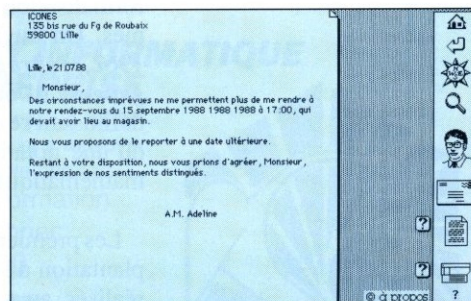 ICONES
135 bis rue du Fg de Roubaix
59800 Lille
Lille, le 21.07.88
Monsieur,
Des circonstances imprévues ne me permettent plus de me rendre à
notre rendez-vous du 15 septembre 1988 1988 1988 à 17:00, qui
devait avoir lieu au magasin.
Nous vous proposons de le reporter à une date ultérieure.
Restant à votre disposition, nous vous prions d'agréer, Monsieur,
l'expression de nos sentiments distingués.
A.M. Adeline
?
?
© à propos
?